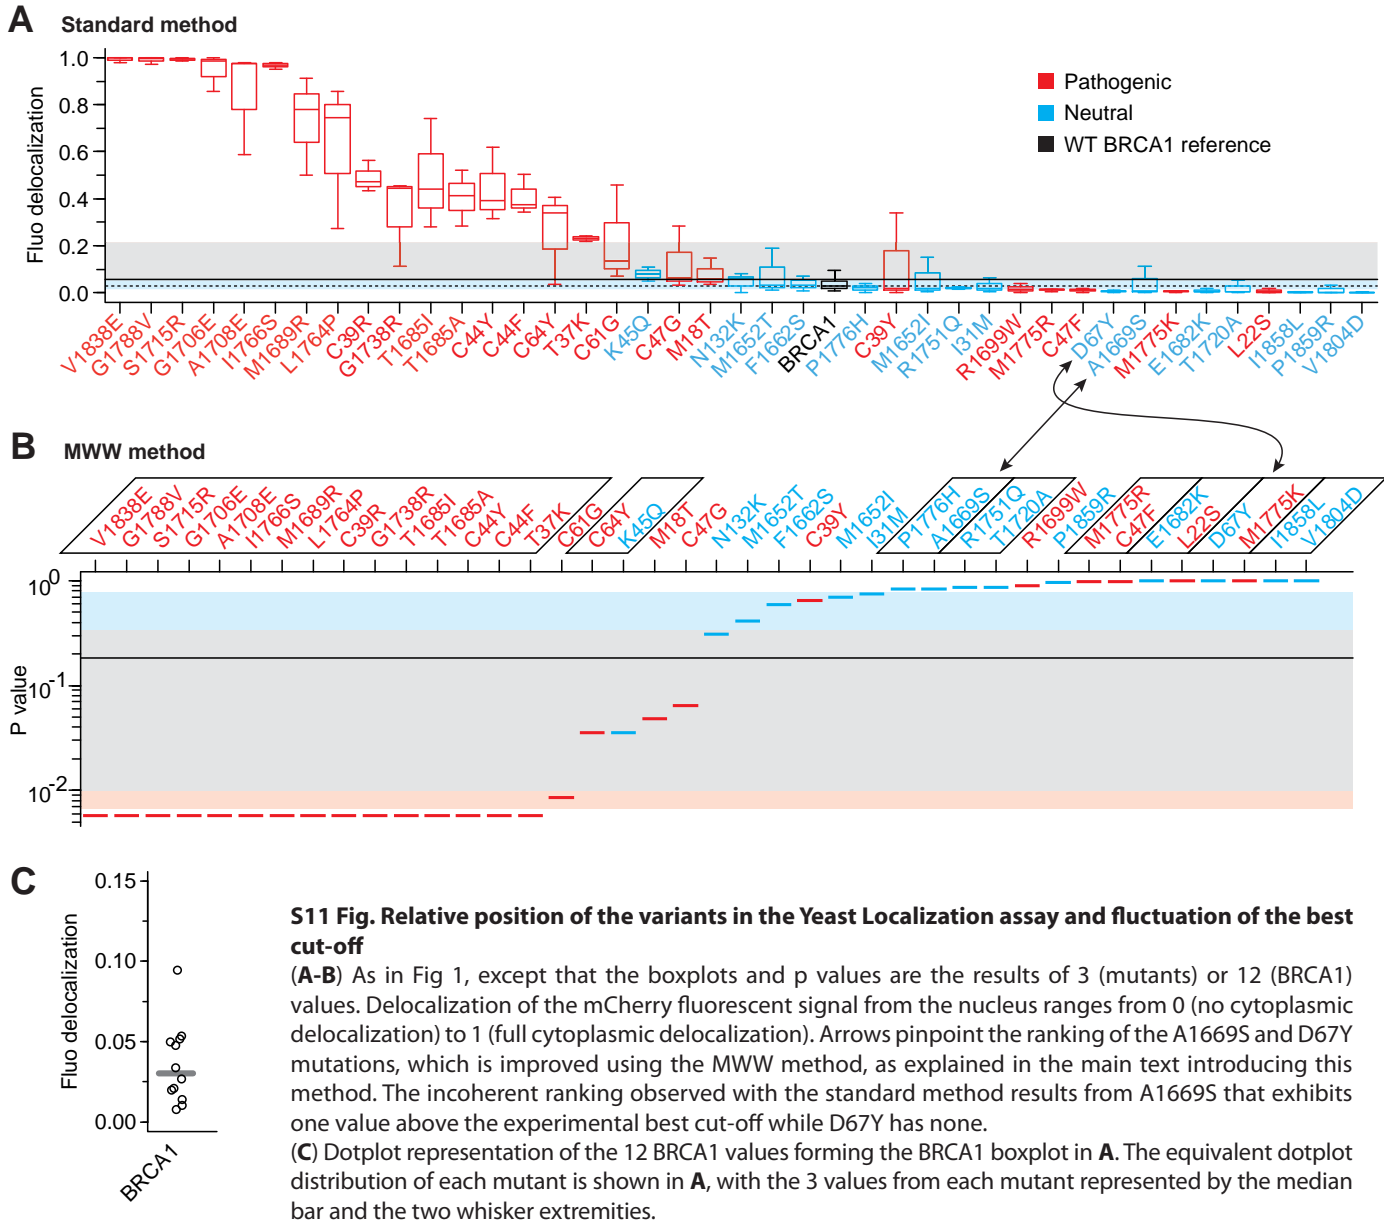 A Standard method
Fluo delocalization
1.0
0.8
0.6
0.4
0.2
0.0
Pathogenic
Neutral
WT BRCA1 reference
V1838E
G1788V
S1715R
G1706E
A1708E
I1766S
M1689R
L1764P
C39R
G1738R
T1685I
T1685A
C44Y
C44F
C64Y
T37K
C61G
K45Q
C47G
M18T
N132K
M1652T
F1662S
BRCA1
P1776H
C39Y
M1652I
R1751Q
I31M
R1699W
M1775R
C47F
D67Y
A1669S
M1775K
E1682K
T1720A
L22S
I1858L
P1859R
V1804D
B MWW method
V1838E
G1788V
S1715R
G1706E
A1708E
I1766S
M1689R
L1764P
C39R
G1738R
T1685I
T1685A
C44Y
C44F
T37K
C61G
C64Y
K45Q
M18T
C47G
N132K
M1652T
F1662S
C39Y
M1652I
I31M
P1776H
A1669S
R1751Q
T1720A
R1699W
P1859R
M1775R
C47F
E1682K
L22S
D67Y
M1775K
I1858L
V1804D
P value
10^0
10^-1
10^-2
C
Fluo delocalization
0.15
0.10
0.05
0.00
BRCA1
S11 Fig. Relative position of the variants in the Yeast Localization assay and fluctuation of the best
cut-off
(A-B) As in Fig 1, except that the boxplots and p values are the results of 3 (mutants) or 12 (BRCA1)
values. Delocalization of the mCherry fluorescent signal from the nucleus ranges from 0 (no cytoplasmic
delocalization) to 1 (full cytoplasmic delocalization). Arrows pinpoint the ranking of the A1669S and D67Y
mutations, which is improved using the MWW method, as explained in the main text introducing this
method. The incoherent ranking observed with the standard method results from A1669S that exhibits
one value above the experimental best cut-off while D67Y has none.
(C) Dotplot representation of the 12 BRCA1 values forming the BRCA1 boxplot in A. The equivalent dotplot
distribution of each mutant is shown in A, with the 3 values from each mutant represented by the median
bar and the two whisker extremities.